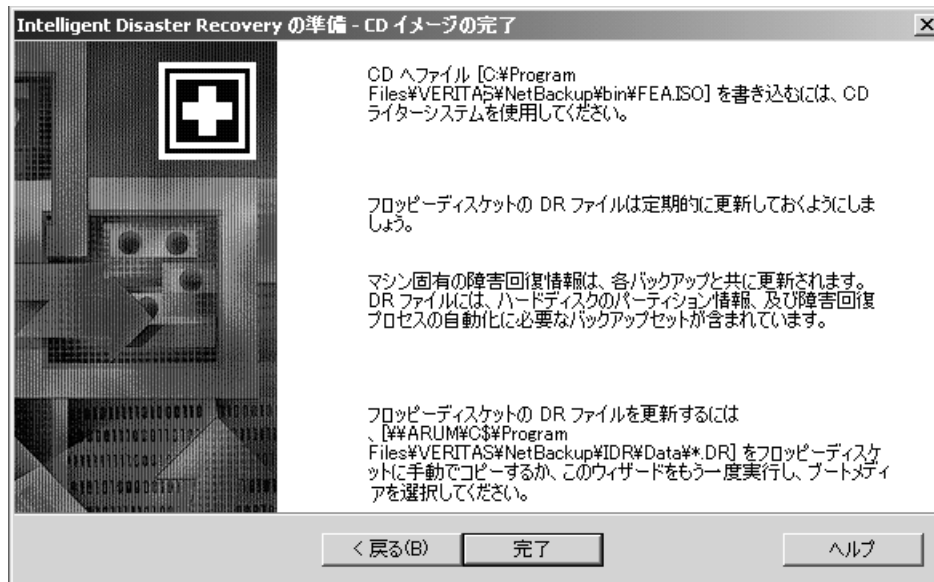 Intelligent Disaster Recovery の準備 - CD イメージの完了
CD へファイル [C:¥Program
Files¥VERITAS¥NetBackup¥bin¥FEA.ISO] を書き込むには、CD
ライターシステムを使用してください。
フロッピーディスケットの DR ファイルは定期的に更新しておくようにしま
しょう。
マシン固有の障害回復情報は、各バックアップと共に更新されます。
DR ファイルには、ハードディスクのパーティション情報、及び障害回復
プロセスの自動化に必要なバックアップセットが含まれています。
フロッピーディスケットの DR ファイルを更新するには
、[¥¥ARUM¥C$¥Program
Files¥VERITAS¥NetBackup¥IDR¥Data¥*.DR] をフロッピーディスケ
ットに手動でコピーするか、このウィザードをもう一度実行し、ブートメディ
アを選択してください。
< 戻る(B)
完了
ヘルプ